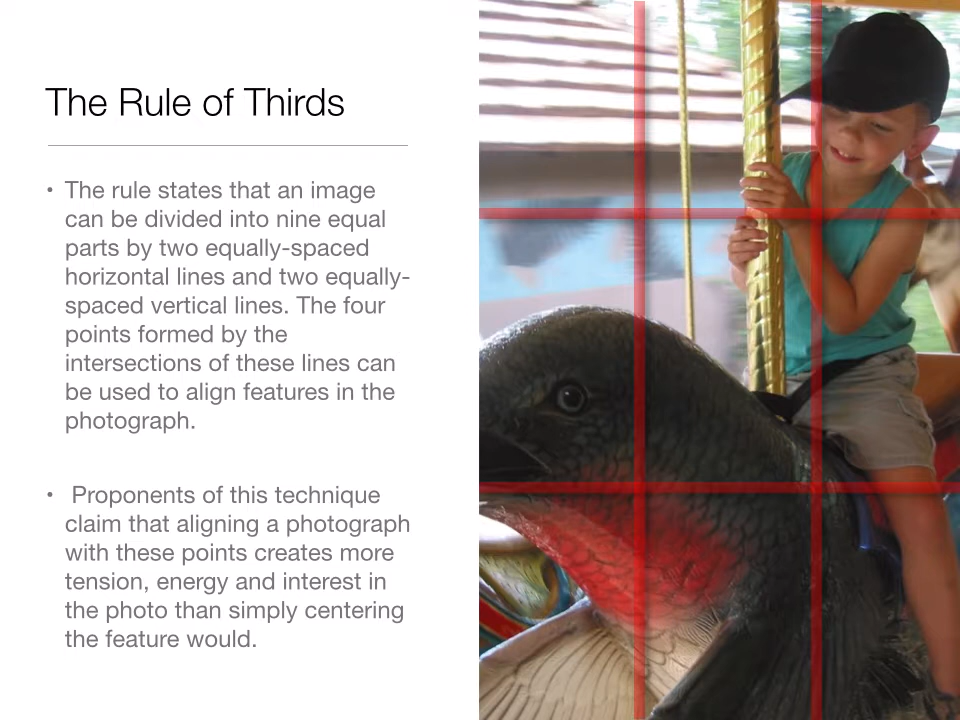 The Rule of Thirds
• The rule states that an image
can be divided into nine equal
parts by two equally-spaced
horizontal lines and two equally-
spaced vertical lines. The four
points formed by the
intersections of these lines can
be used to align features in the
photograph.
• Proponents of this technique
claim that aligning a photograph
with these points creates more
tension, energy and interest in
the photo than simply centering
the feature would.